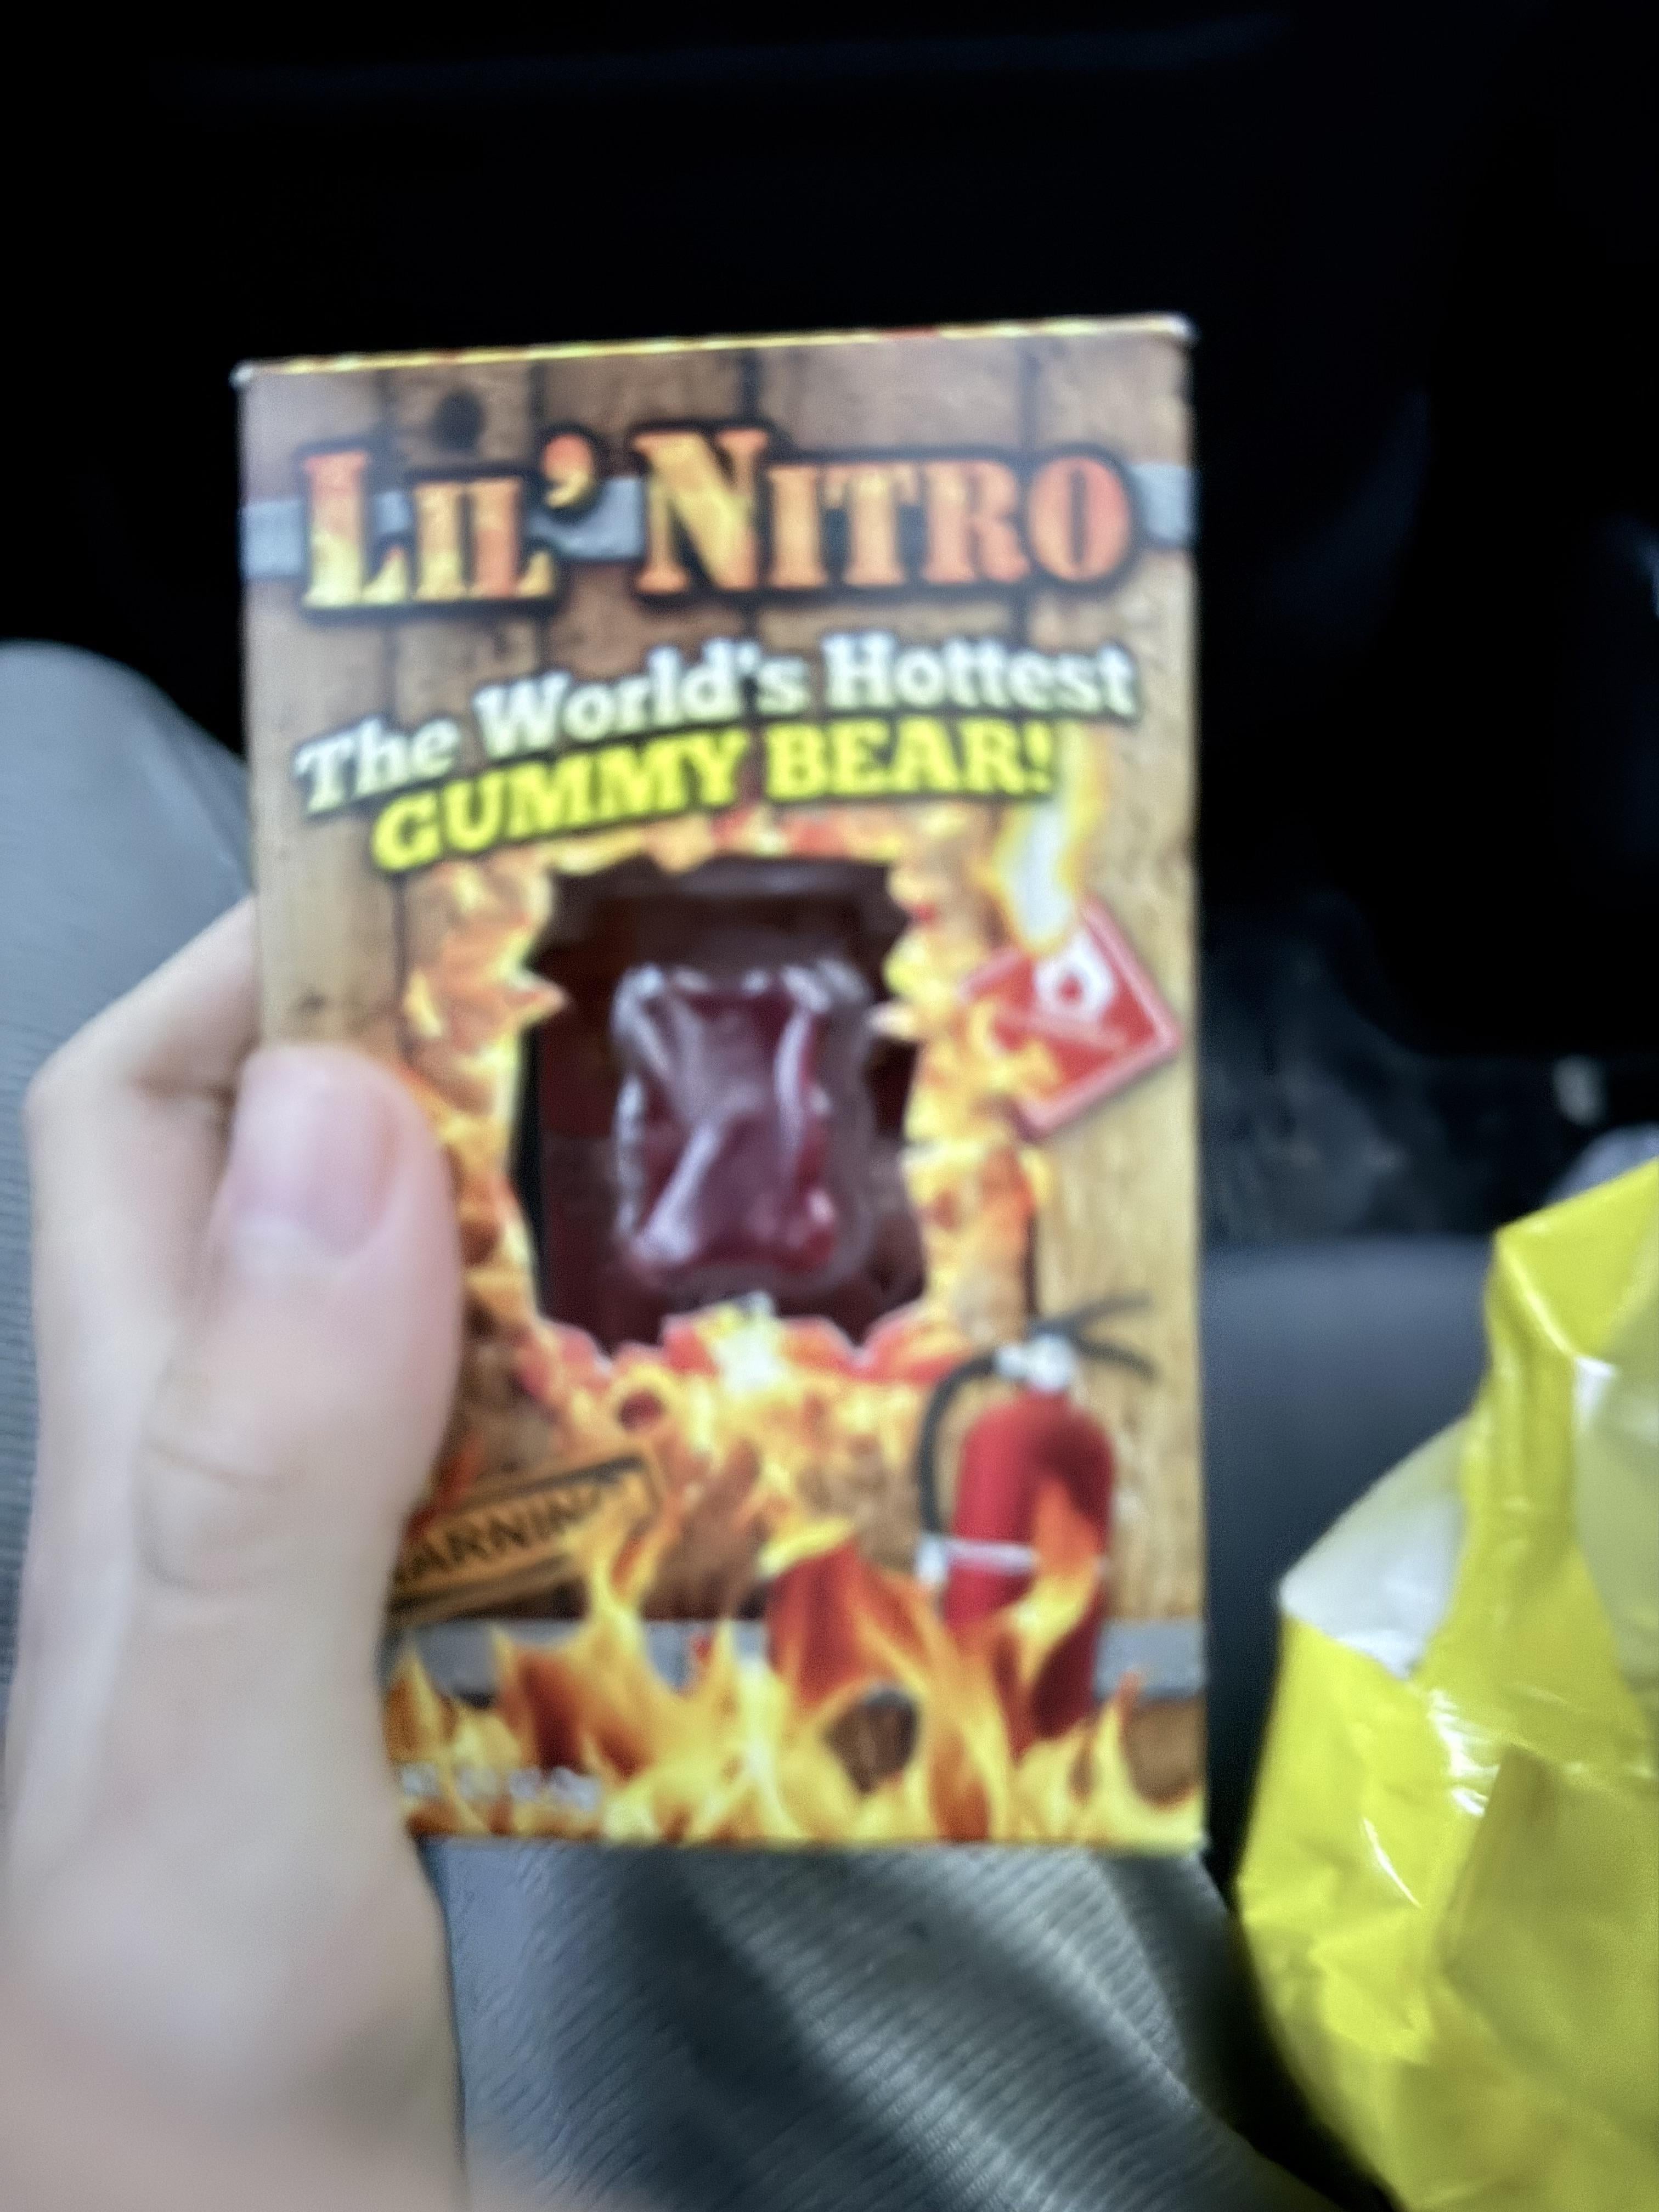 LIL' NITRO
The World's Hottest
GUMMY BEAR!